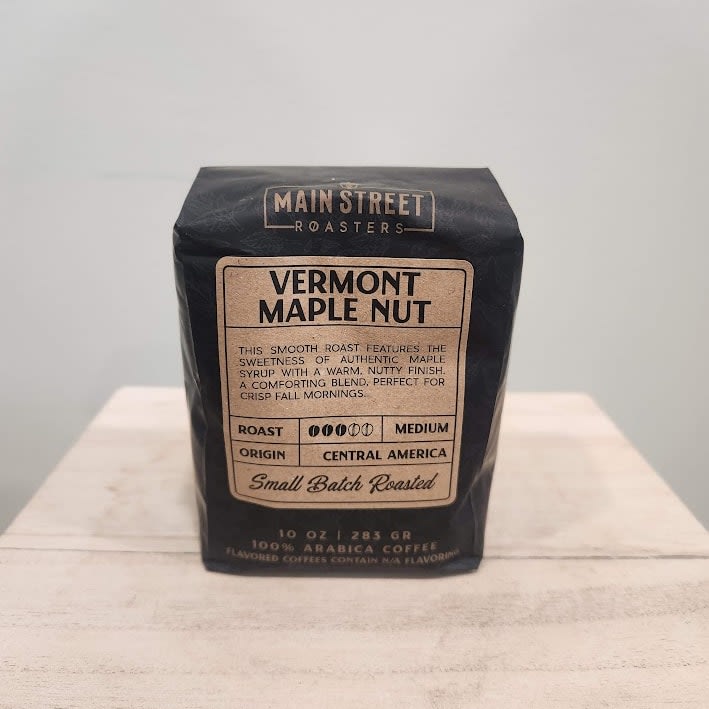 MAIN STREET
ROASTERS
VERMONT
MAPLE NUT
THIS SMOOTH ROAST FEATURES THE
SWEETNESS OF AUTHENTIC MAPLE
SYRUP WITH A WARM, NUTTY FINISH.
A COMFORTING BLEND, PERFECT FOR
CRISP FALL MORNINGS.
ROAST MEDIUM
ORIGIN CENTRAL AMERICA
Small Batch Roasted
10 OZ | 283 GR
100% ARABICA COFFEE
FLAVORED COFFEES CONTAIN N/A FLAVORING